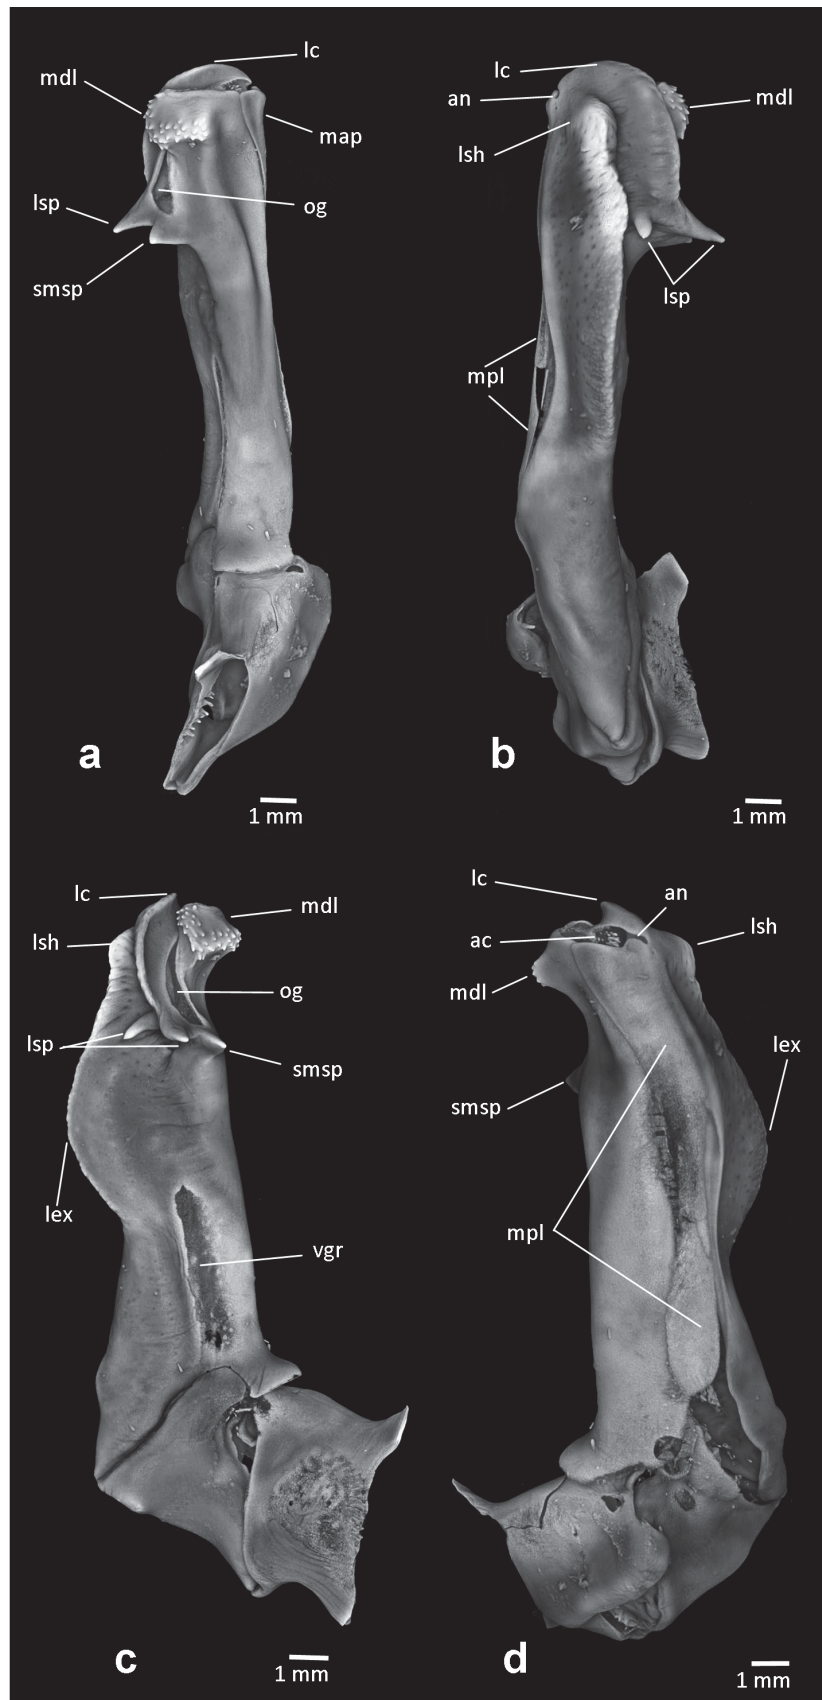 lc
mdl
map
lsp
og
smsp
a
1 mm
lc
an
mdl
lsh
lsp
mpl
b
1 mm
lc
mdl
lsh
og
lsp
smsp
lex
vgr
c
1 mm
lc
an
ac
lsh
mdl
lex
smsp
mpl
d
1 mm